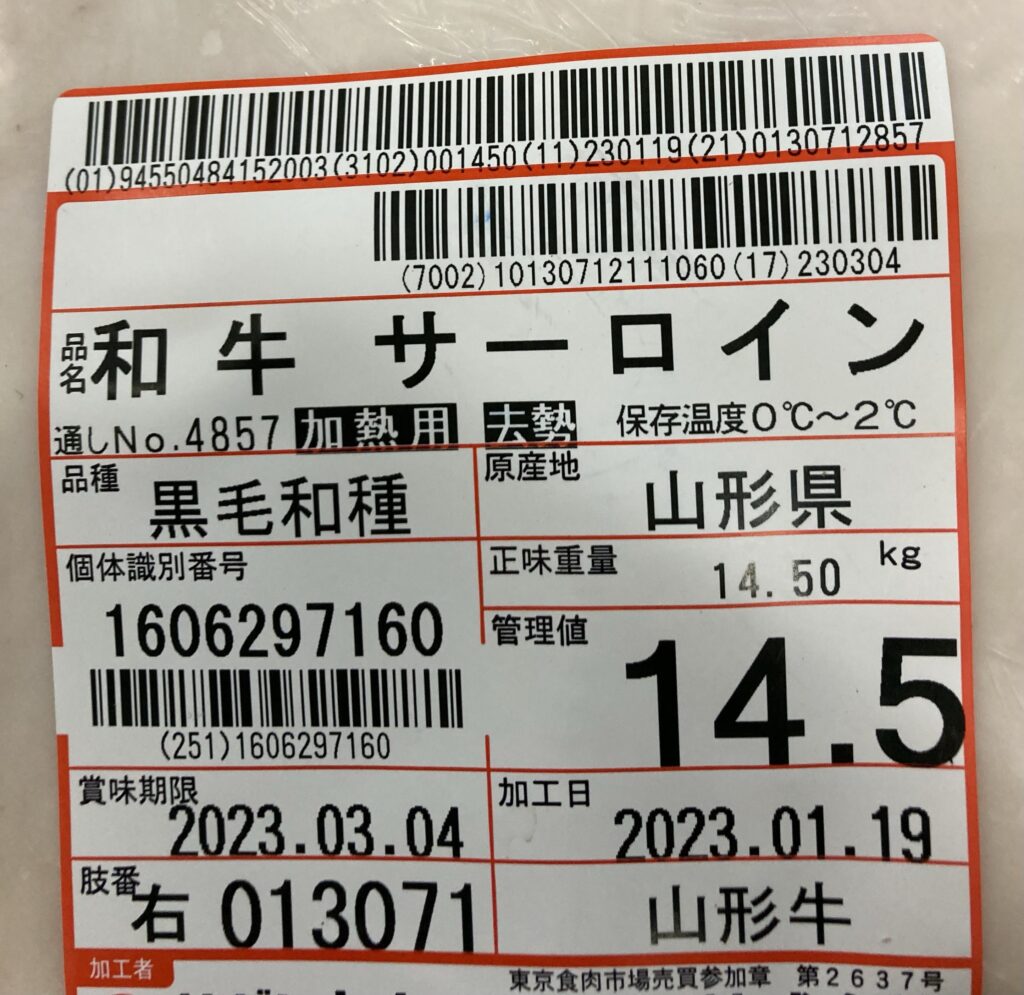 (01)94550484152003(3102)001450(11)230119(21)0130712857
(7002)10130712111060(17)230304
品名 和牛 サーロイン
通しNo.4857 加熱用 去勢 保存温度0℃～2℃
品種 黒毛和種
原産地 山形県
個体識別番号
1606297160
(251)1606297160
正味重量 14.50 kg
管理値 14.5
賞味期限 2023.03.04
加工日 2023.01.19
肢番 右 013071
山形牛
加工者
東京食肉市場売買参加章 第2637号